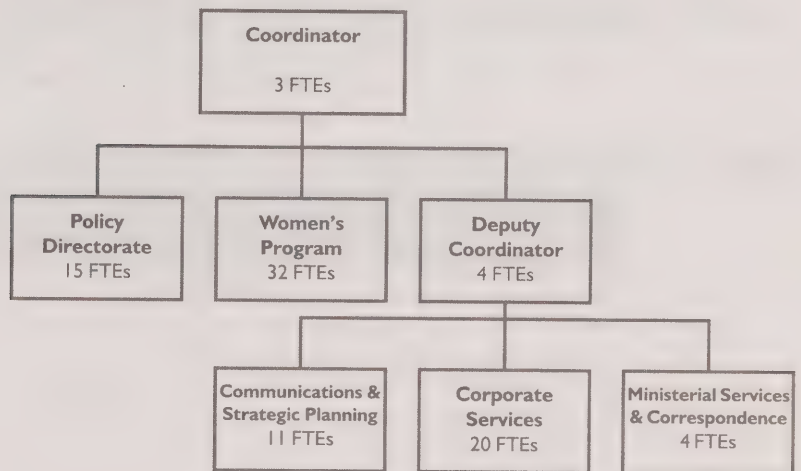 Coordinator
3 FTEs
Policy
Directorate
15 FTEs
Women's
Program
32 FTEs
Deputy
Coordinator
4 FTEs
Communications &
Strategic Planning
11 FTEs
Corporate
Services
20 FTEs
Ministerial Services
& Correspondence
4 FTEs